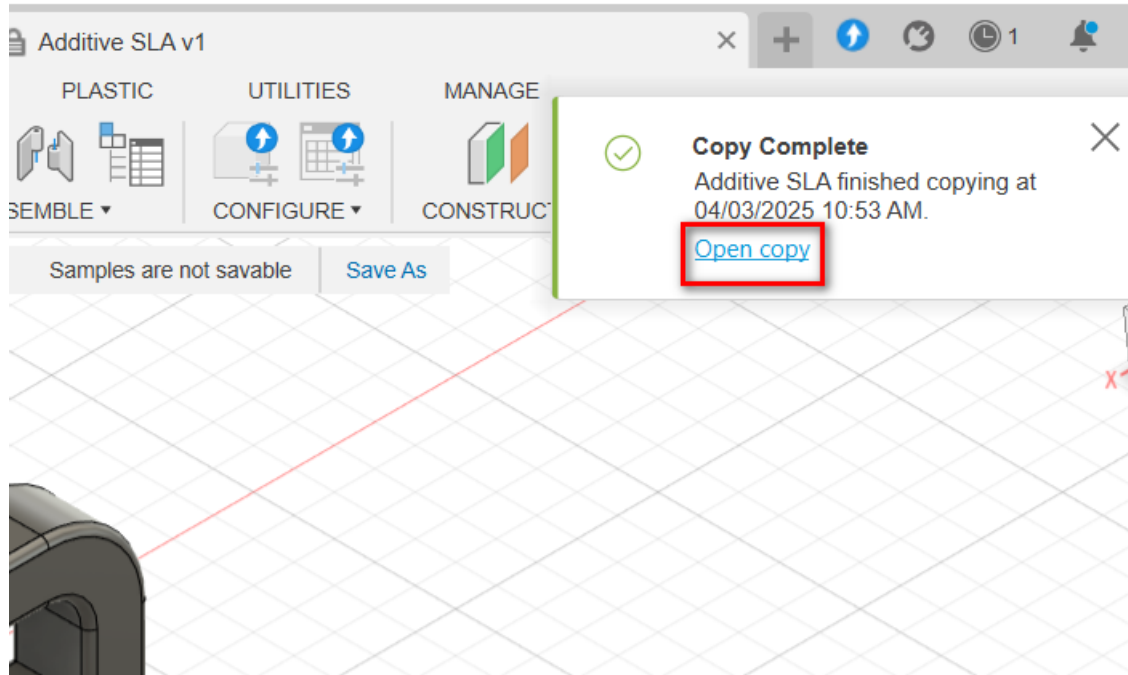 Additive SLA v1
1
PLASTIC UTILITIES MANAGE
SEMBLE CONFIGURE CONSTRUC
Copy Complete
Additive SLA finished copying at
04/03/2025 10:53 AM.
Open copy
Samples are not savable Save As
X